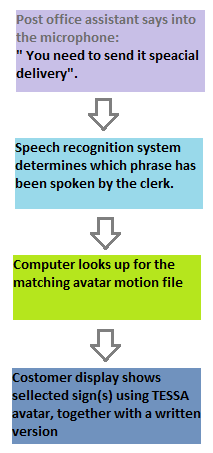 Post office assistant says into
the microphone:
" You need to send it speacial
delivery".
Speech recognition system
determines which phrase has
been spoken by the clerk.
Computer looks up for the
matching avatar motion file
Costomer display shows
sellected sign(s) using TESSA
avatar, together with a written
version